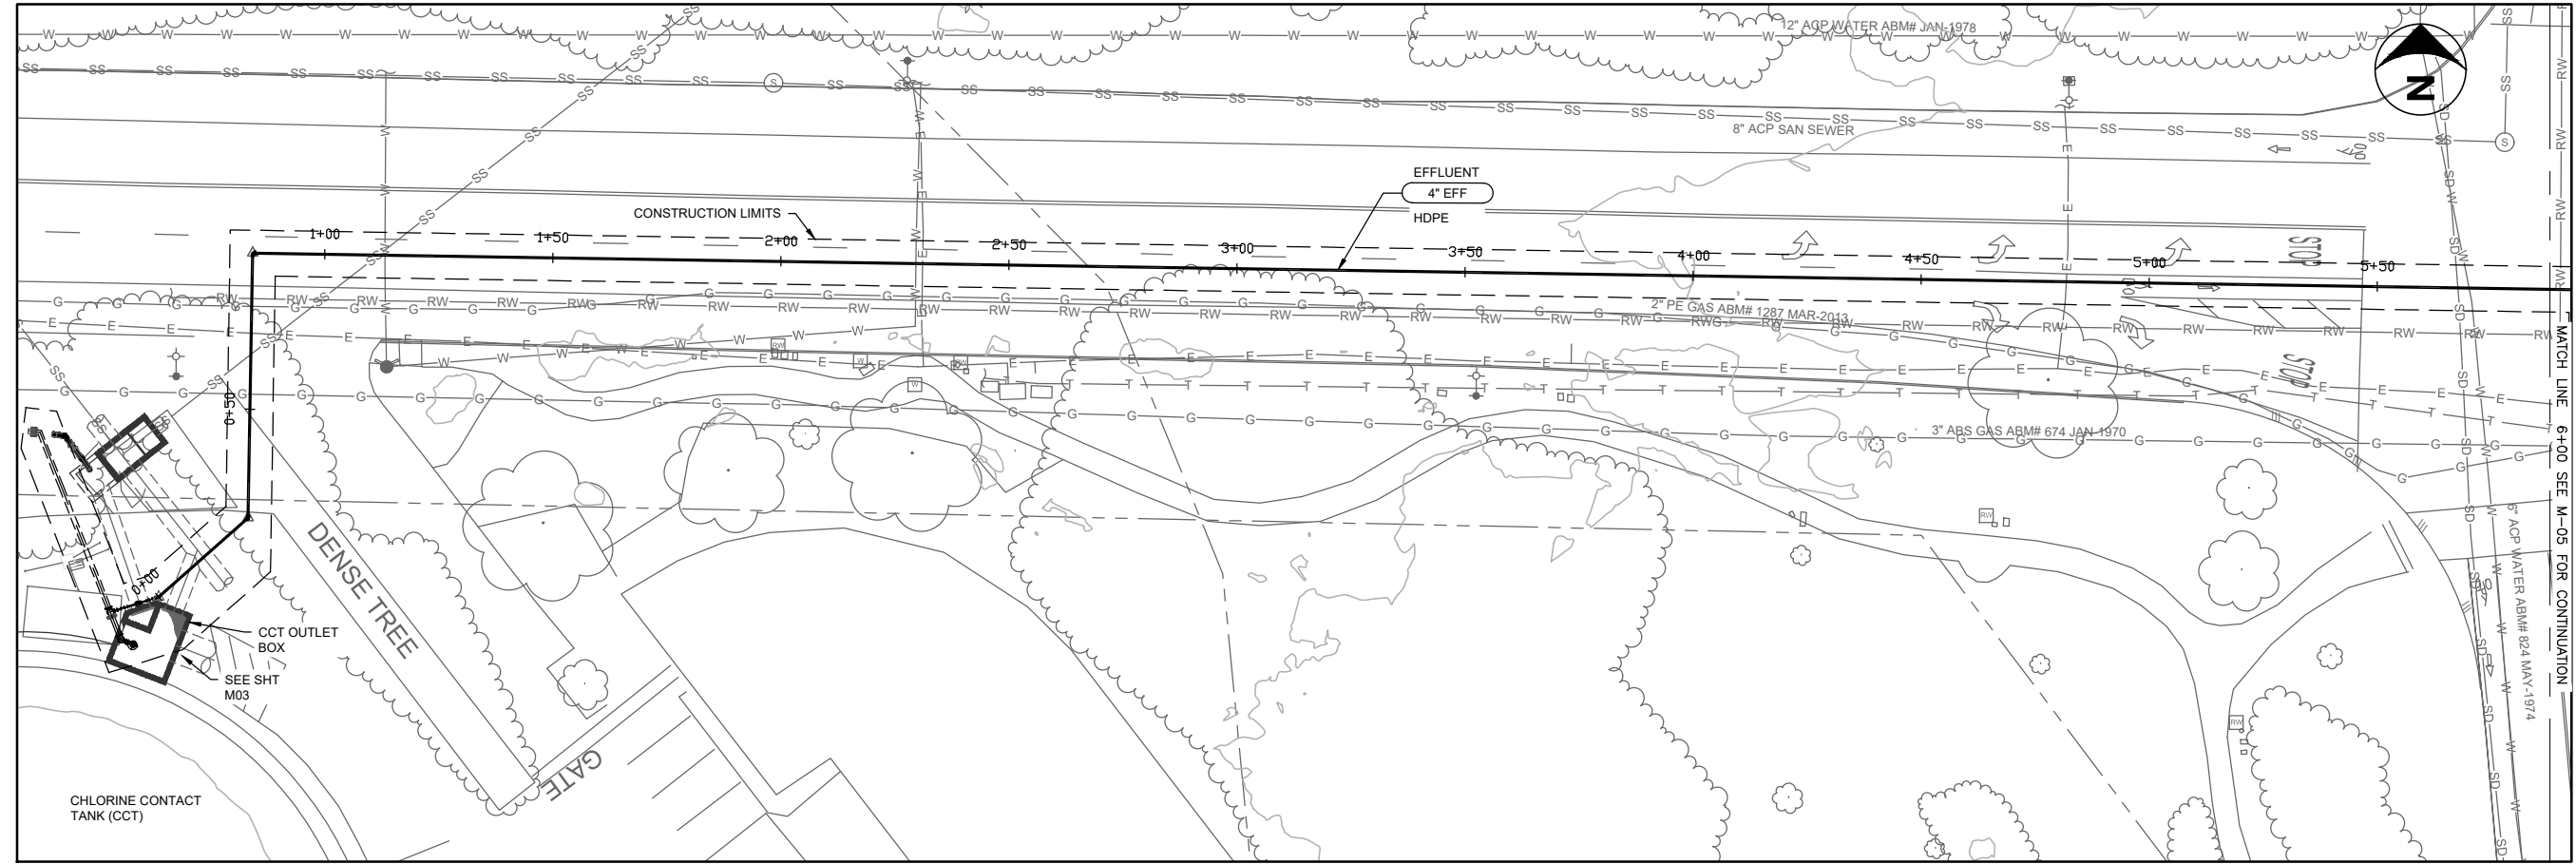 12" ACP WATER ABM# JAN-1978
N
8" ACP SAN SEWER
EFFLUENT
4" EFF
HDPE
CONSTRUCTION LIMITS
1+00
1+50
2+00
2+50
3+00
3+50
4+00
4+50
5+00
5+50
STOP
2" PE GAS ABM# 1287 MAR-2013
STOP
0+50
3" ABS GAS ABM# 674 JAN-1970
MATCH LINE 6+00 SEE M-05 FOR CONTINUATION
6" ACP WATER ABM# 824 MAY-1974
DENSE TREE
0+00
CCT OUTLET
BOX
SEE SHT
M03
GATE
CHLORINE CONTACT
TANK (CCT)